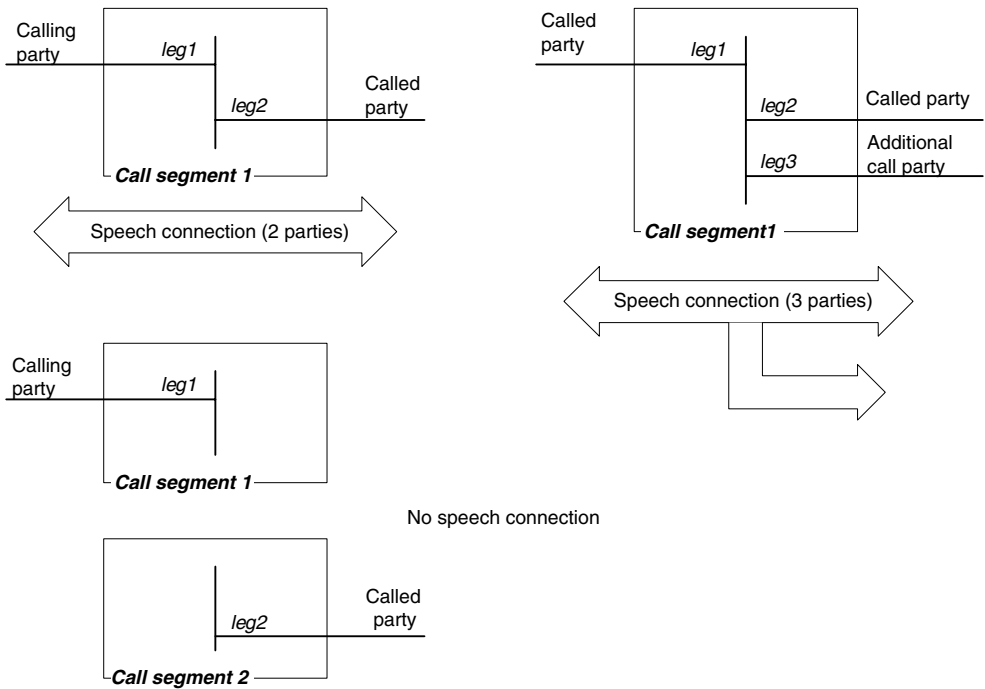 Calling
party
leg1
leg2
Called
party
Call segment 1
Speech connection (2 parties)
Called
party
leg1
leg2
Called party
leg3
Additional
call party
Call segment1
Speech connection (3 parties)
Calling
party
leg1
Call segment 1
No speech connection
leg2
Called
party
Call segment 2